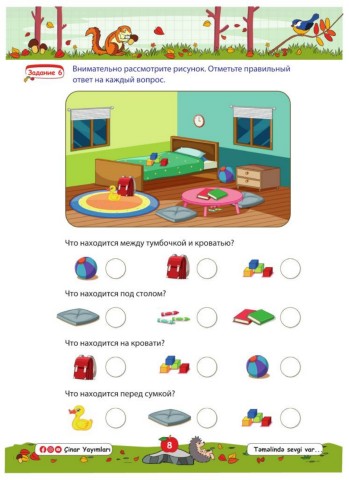 Задание 6
Внимательно рассмотрите рисунок. Отметьте правильный
ответ на каждый вопрос.
Что находится между тумбочкой и кроватью?
Что находится под столом?
Что находится на кровати?
Что находится перед сумкой?
Çinar Yayımları
8
Təməlində sevgi var...